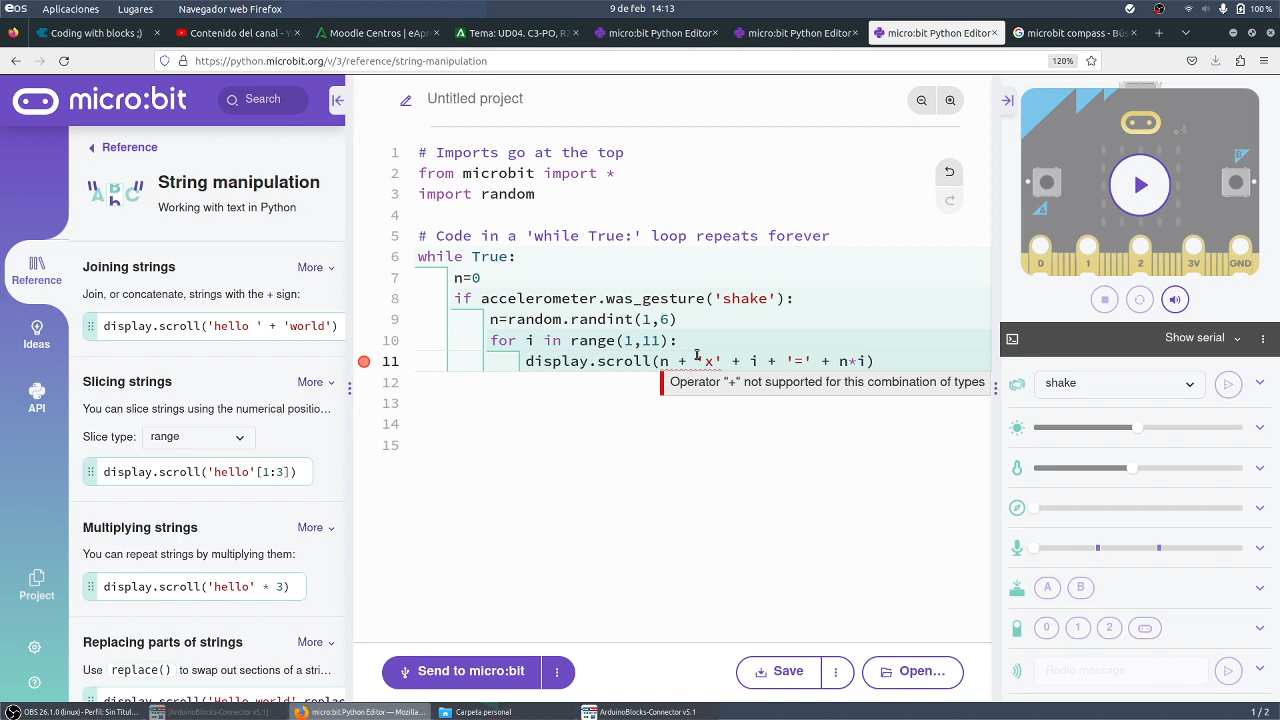 Aplicaciones Lugares Navegador web Firefox 9 de feb 14:13 100 %
Coding with blocks ;) Contenido del canal - Yo Moodle Centros | eApre Tema: UD04. C3-PO, R micro:bit Python Editor micro:bit Python Editor micro:bit Python Editor microbit compass - Bús
https://python.microbit.org/v/3/reference/string-manipulation 120%
micro:bit Search
Untitled project
Reference
String manipulation
Working with text in Python
Reference
Ideas
API
Project
Joining strings More
Join, or concatenate, strings with the + sign:
display.scroll('hello ' + 'world')
Slicing strings More
You can slice strings using the numerical positio...
Slice type: range
display.scroll('hello'[1:3])
Multiplying strings More
You can repeat strings by multiplying them:
display.scroll('hello' * 3)
Replacing parts of strings More
Use replace() to swap out sections of a stri...
display.scroll('Hello world' replac
1 # Imports go at the top
2 from microbit import *
3 import random
4
5 # Code in a 'while True:' loop repeats forever
6 while True:
7 n=0
8 if accelerometer.was_gesture('shake'):
9 n=random.randint(1,6)
10 for i in range(1,11):
11 display.scroll(n + 'x' + i + '=' + n*i)
Operator "+" not supported for this combination of types
12
13
14
15
Send to micro:bit
Save
Open...
A
B
0 1 2 3V GND
Show serial
shake
A B
0 1 2
Radio message
OBS 26.1.0 (linux) - Perfil: Sin Titul... [ArduinoBlocks-Connector v5.1] micro:bit Python Editor — Mozilla... Carpeta personal ArduinoBlocks-Connector v5.1 1 / 2